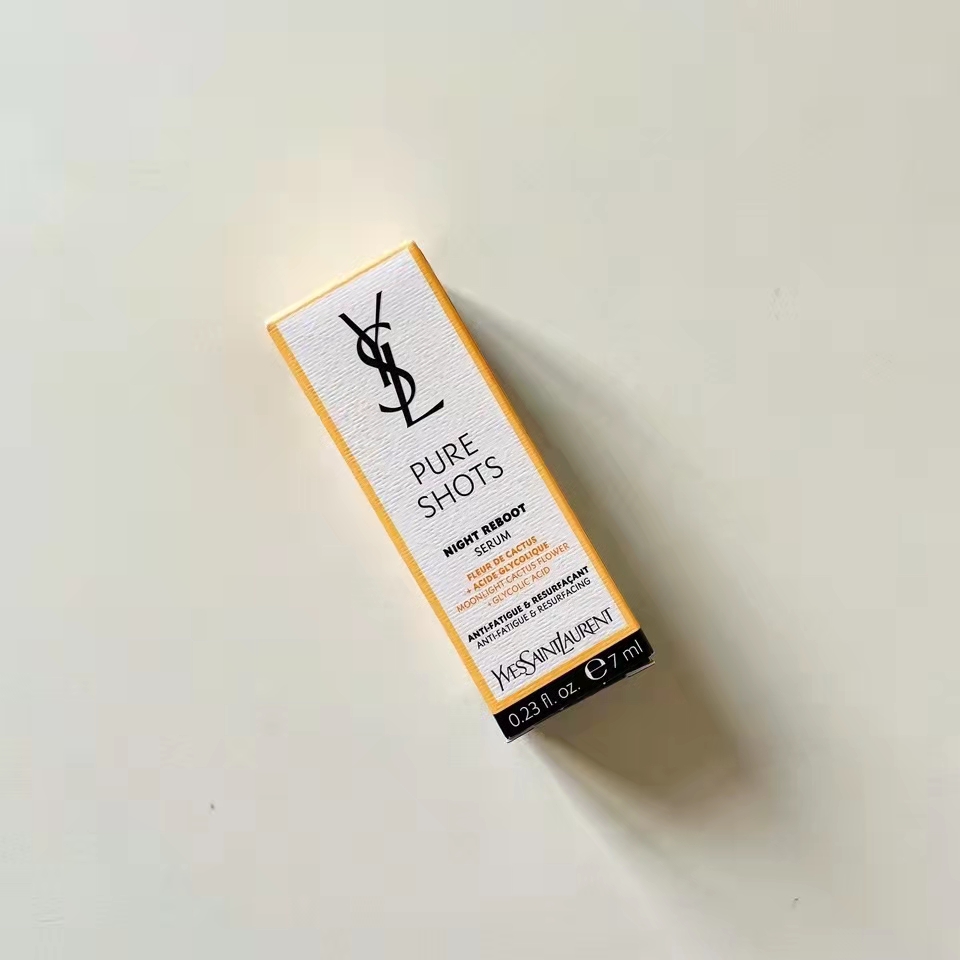 YSL
PURE
SHOTS
NIGHT REBOOT
SERUM
FLEUR DE CACTUS
+ ACIDE GLYCOLIQUE
MOONLIGHT CACTUS FLOWER
+ GLYCOLIC ACID
ANTI-FATIGUE & RESURFAÇANT
ANTI-FATIGUE & RESURFACING
YVESSAINTLAURENT
0.23 fl. oz. ℮ 7 ml